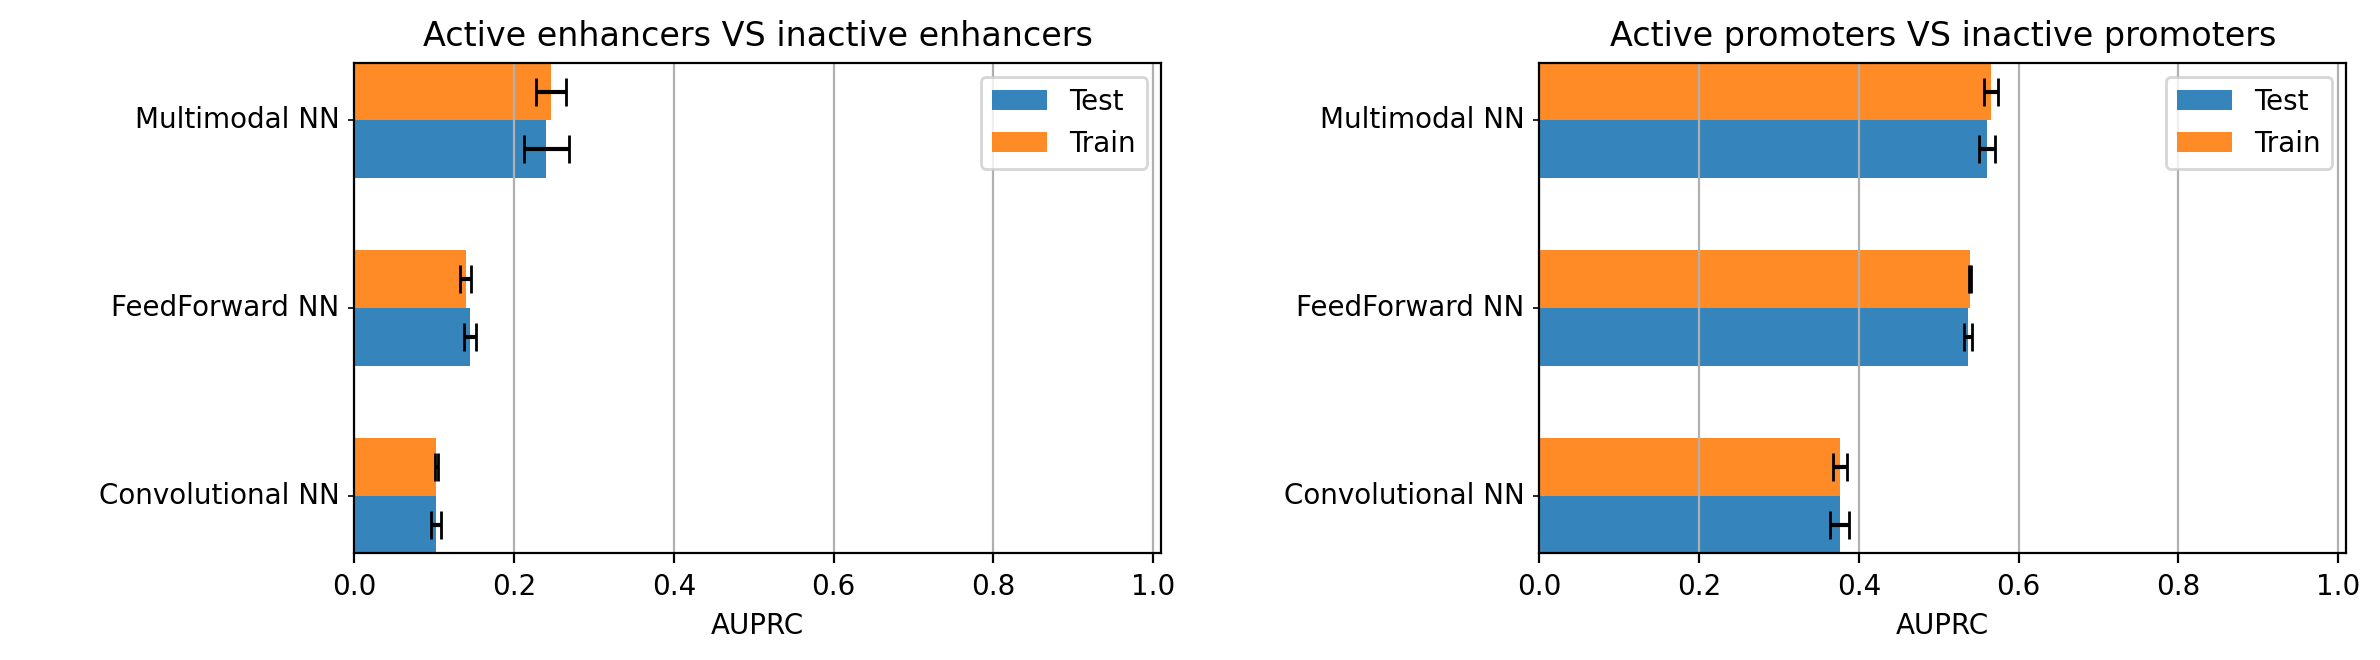 Active enhancers VS inactive enhancers
Multimodal NN
FeedForward NN
Convolutional NN
Test
Train
0.0 0.2 0.4 0.6 0.8 1.0
AUPRC
Active promoters VS inactive promoters
Multimodal NN
FeedForward NN
Convolutional NN
Test
Train
0.0 0.2 0.4 0.6 0.8 1.0
AUPRC